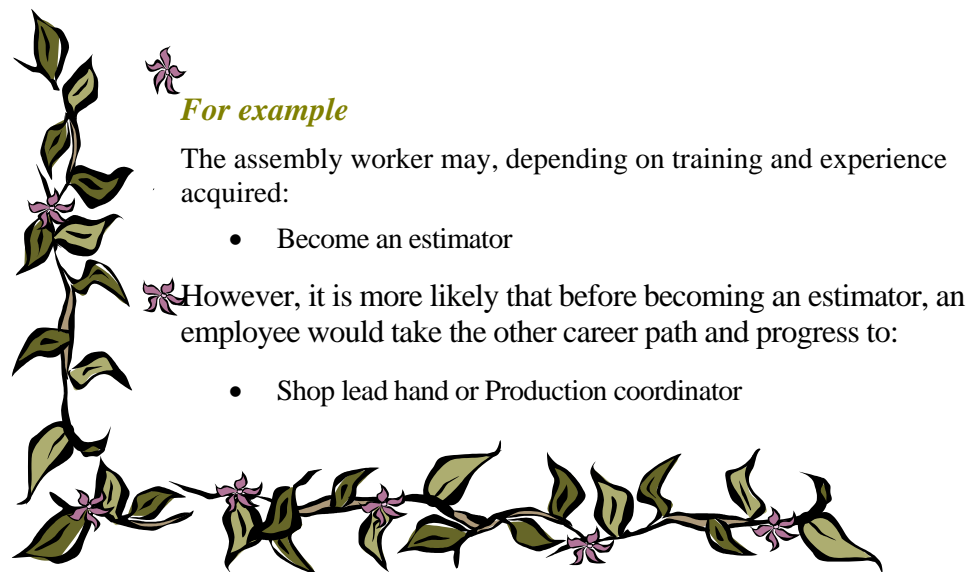 For example
The assembly worker may, depending on training and experience
acquired:
• Become an estimator
However, it is more likely that before becoming an estimator, an
employee would take the other career path and progress to:
• Shop lead hand or Production coordinator